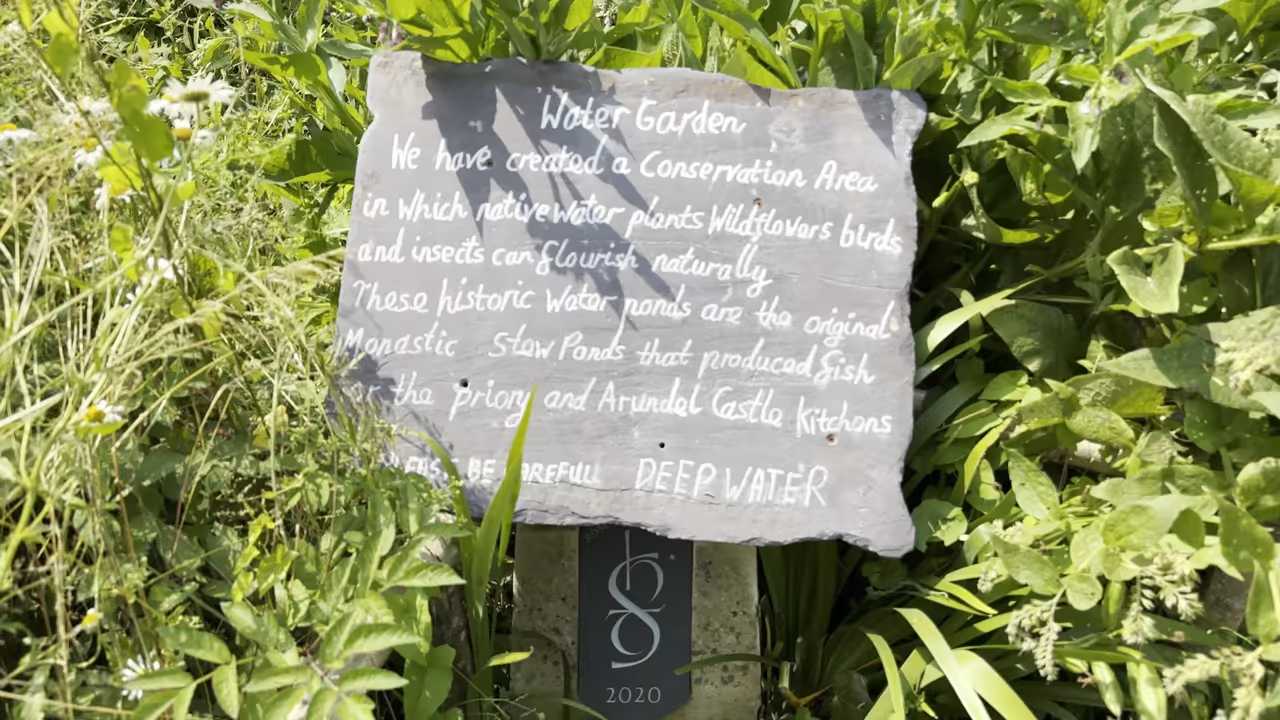 Water Garden
We have created a Conservation Area
in which native water plants Wildflovers birds
and insects can flourish naturally
These historic Water ponds are the original
Monastic Stew Ponds that produced fish
the priory and Arundel Castle Kitchens
BE CAREFULL DEEP WATER
2020